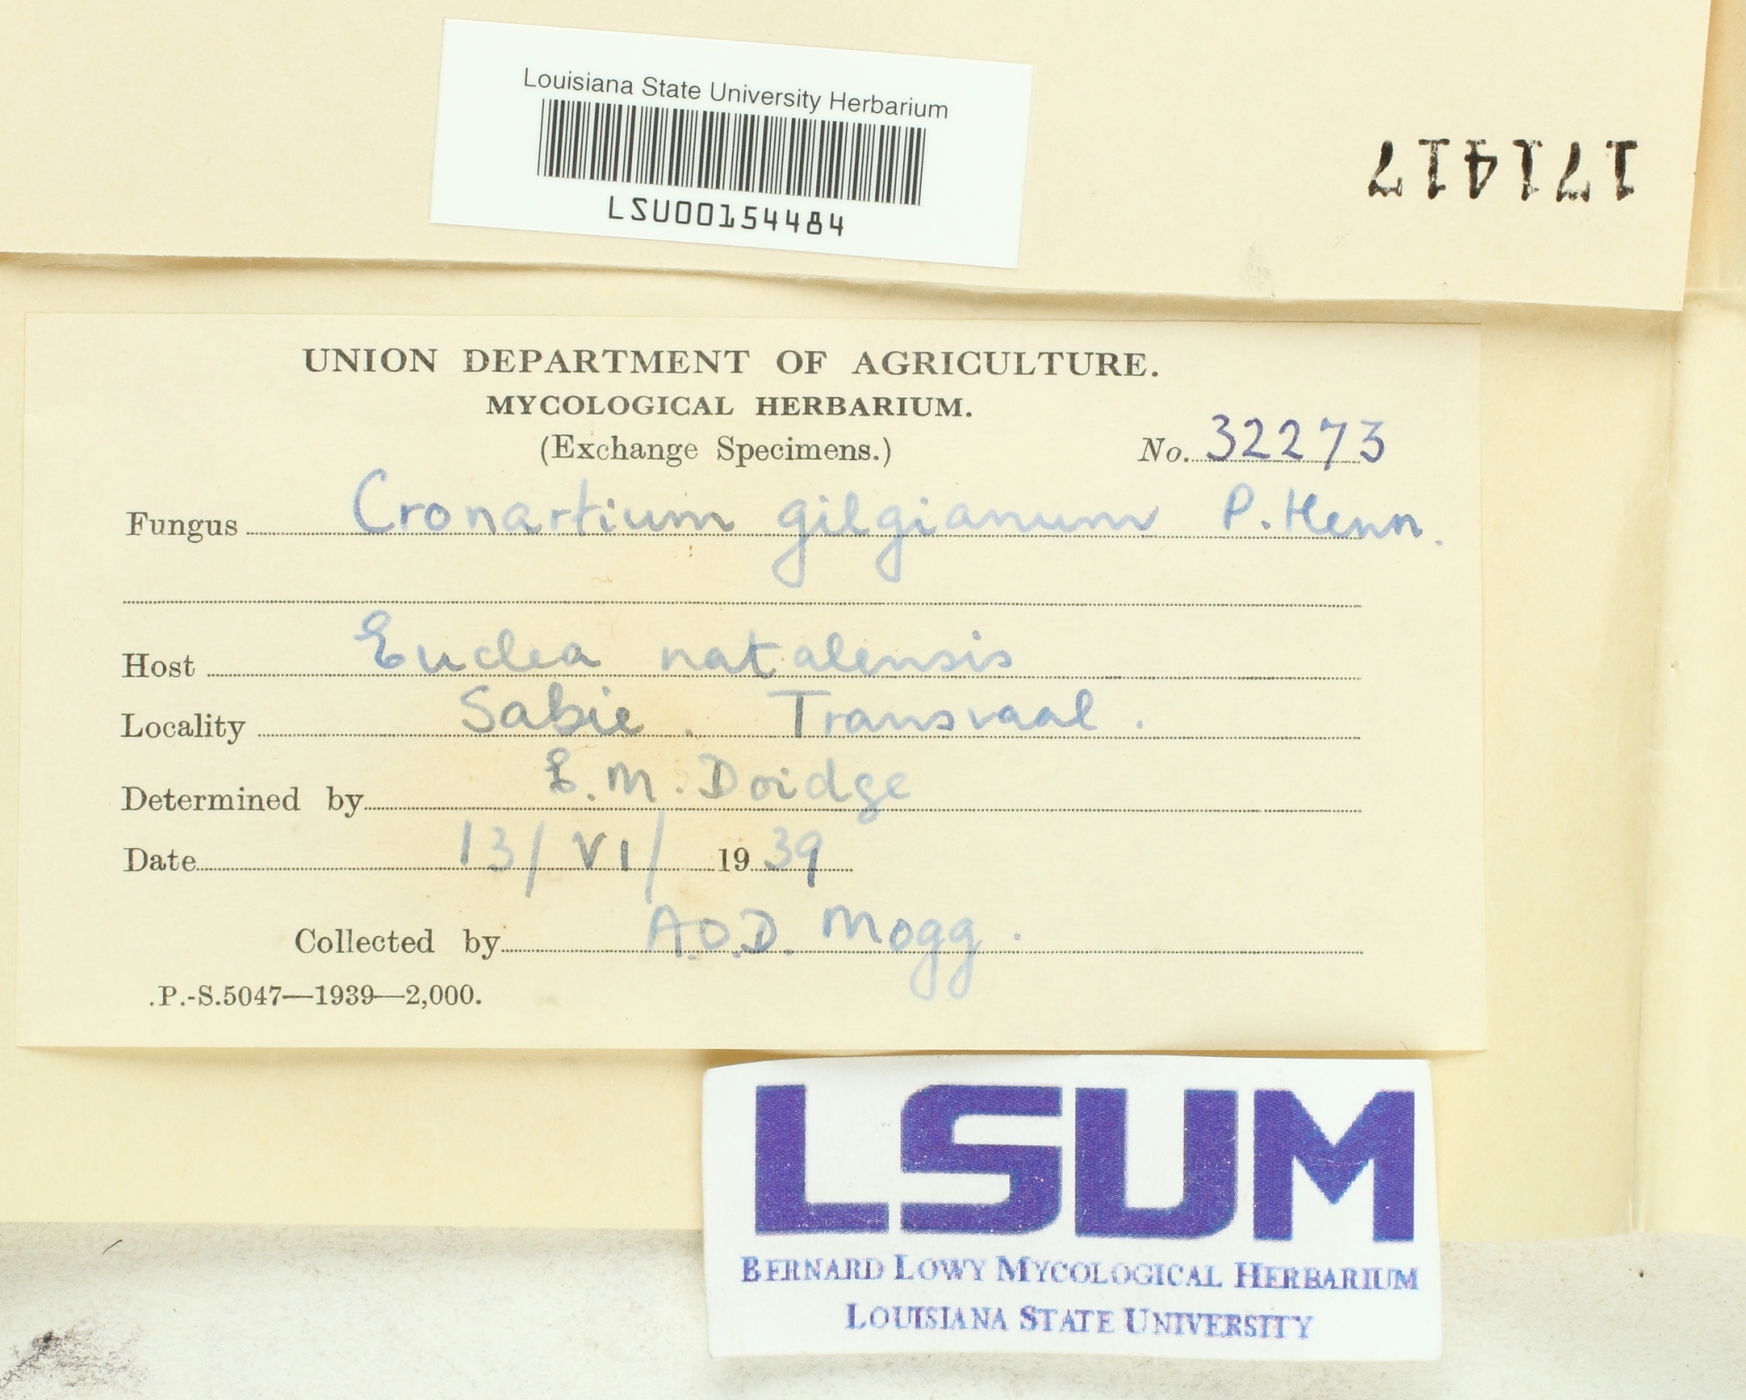 Louisiana State University Herbarium
LSU00154484
171417
UNION DEPARTMENT OF AGRICULTURE.
MYCOLOGICAL HERBARIUM.
(Exchange Specimens.)
No. 32273
Fungus Cronartium gilgianum P. Henn.
Host Euclea natalensis
Locality Sabie. Transvaal.
Determined by E. M. Doidge
Date 13/VI/ 19 39
Collected by A.O.D. Mogg.
.P.-S.5047—1939—2,000.
LSUM
BERNARD LOWY MYCOLOGICAL HERBARIUM
LOUISIANA STATE UNIVERSITY